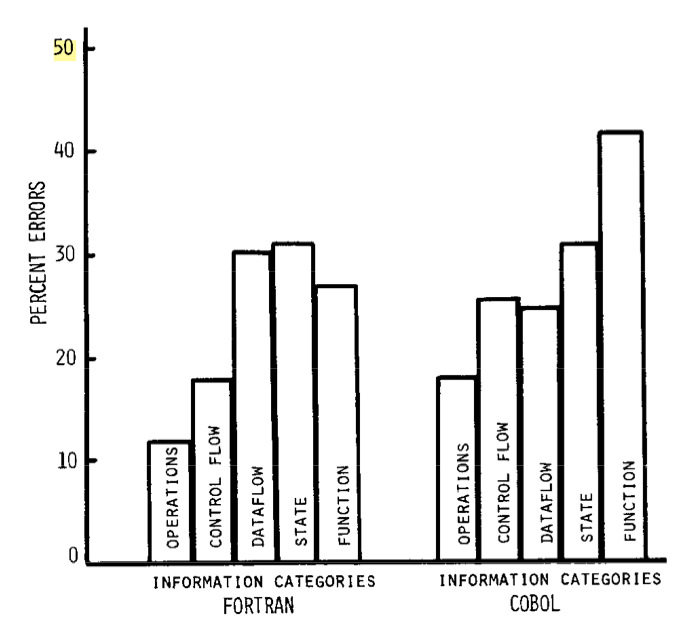 50
40
30
20
10
0
PERCENT ERRORS
OPERATIONS
CONTROL FLOW
DATAFLOW
STATE
FUNCTION
OPERATIONS
CONTROL FLOW
DATAFLOW
STATE
FUNCTION
INFORMATION CATEGORIES
INFORMATION CATEGORIES
FORTRAN
COBOL